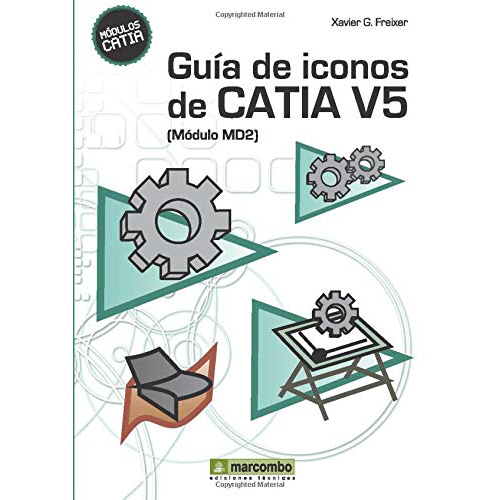 Copyrighted Material
Xavier G. Freixer
MÓDULOS
CATIA
Guía de iconos
de CATIA V5
(Módulo MD2)
marcombo
ediciones técnicas
Copyrighted Material